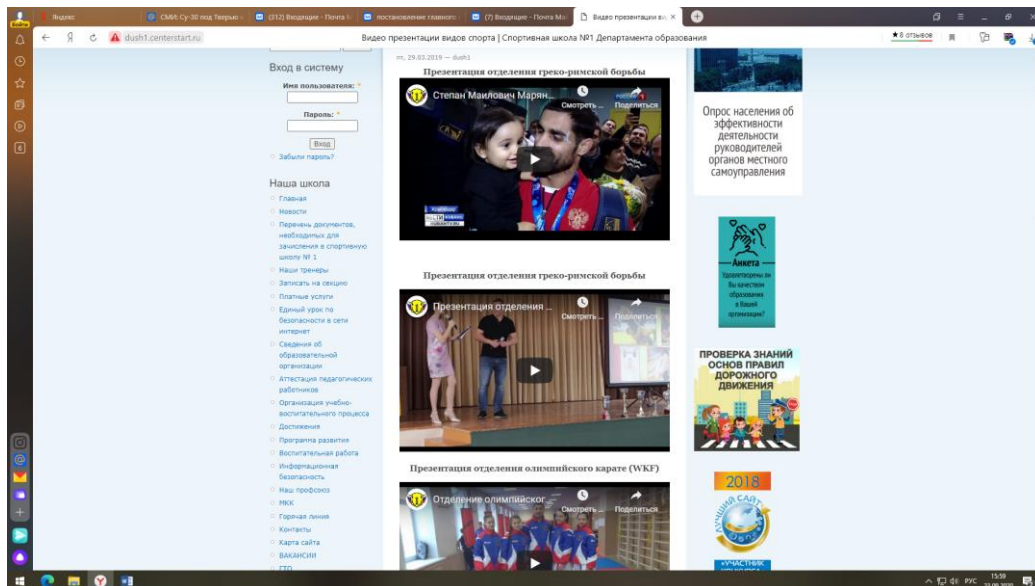 Войти
Яндекс
СМИ: Су-30 под Тверью
(212) Входящие - Почта
постановление главного
(7) Входящие - Почта Mai
Видео презентации ви
dush1.centerstart.ru
Видео презентации видов спорта | Спортивная школа №1 Департамента образования
★ 8 отзывов
пт, 29.03.2019 — dush1
Вход в систему
Имя пользователя: *
Пароль: *
Вход
Забыли пароль?
Наша школа
Главная
Новости
Перечень документов,
необходимых для
зачисления в спортивную
школу № 1
Наши тренеры
Записать на секцию
Платные услуги
Единый урок по
безопасности в сети
интернет
Сведения об
образовательной
организации
Аттестация педагогических
работников
Организация учебно-
воспитательного процесса
Достижения
Программа развития
Воспитательная работа
Информационная
безопасность
Наш профсоюз
МКК
Горячая линия
Контакты
Карта сайта
ВАКАНСИИ
ГТО
Презентация отделения греко-римской борьбы
Степан Маилович Марян...
Смотреть ...
Поделиться
Презентация отделения греко-римской борьбы
Презентация отделения ...
Смотреть ...
Поделиться
Презентация отделения олимпийского карате (WKF)
Отделение олимпийског...
Смотреть ...
Поделиться
Опрос населения об
эффективности
деятельности
руководителей
органов местного
самоуправления
Анкета
Удовлетворены ли
Вы качеством
образования
в Вашей
организации?
ПРОВЕРКА ЗНАНИЙ
ОСНОВ ПРАВИЛ
ДОРОЖНОГО
ДВИЖЕНИЯ
STOP
2018
ЛУЧШИЙ САЙТ
УЧАСТНИК
РУС
15:59